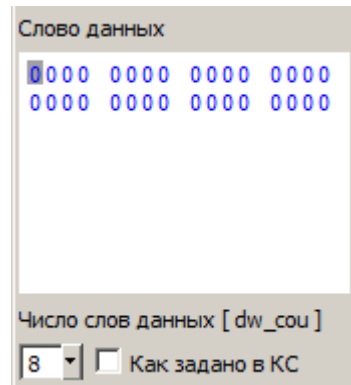 Слово данных
0000 0000 0000 0000
0000 0000 0000 0000
Число слов данных [ dw_cou ]
8 Как задано в КС